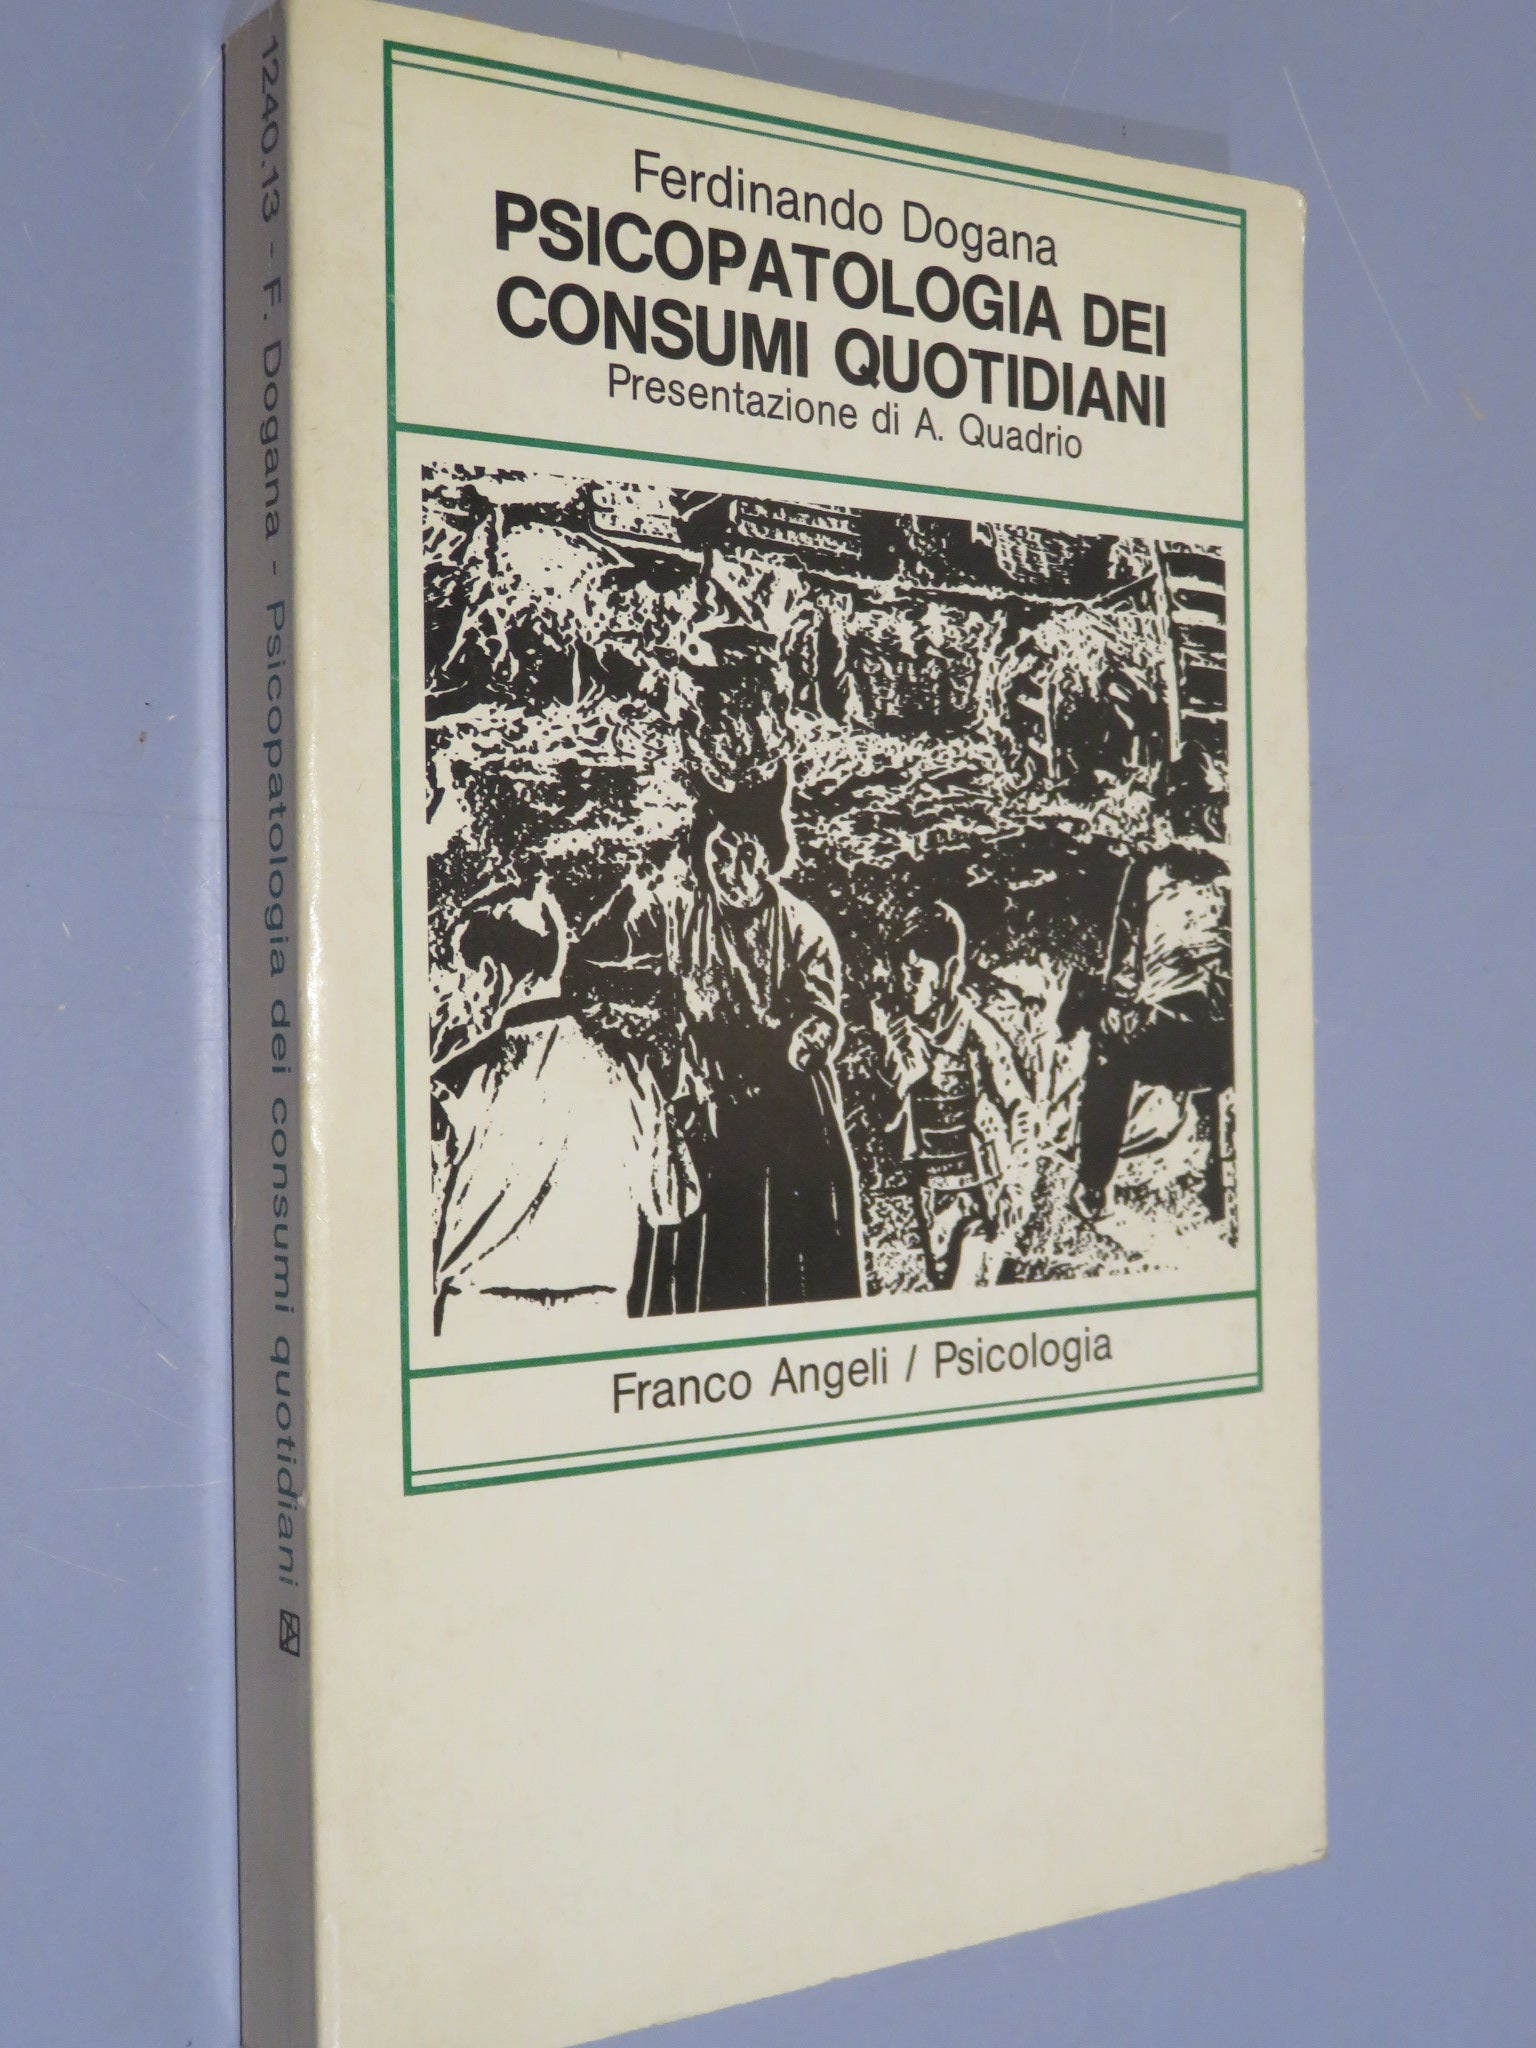 Ferdinando Dogana
PSICOPATOLOGIA DEI
CONSUMI QUOTIDIANI
Presentazione di A. Quadrio
Franco Angeli / Psicologia
1240.13 - F. Dogana - Psicopatologia dei consumi quotidiani